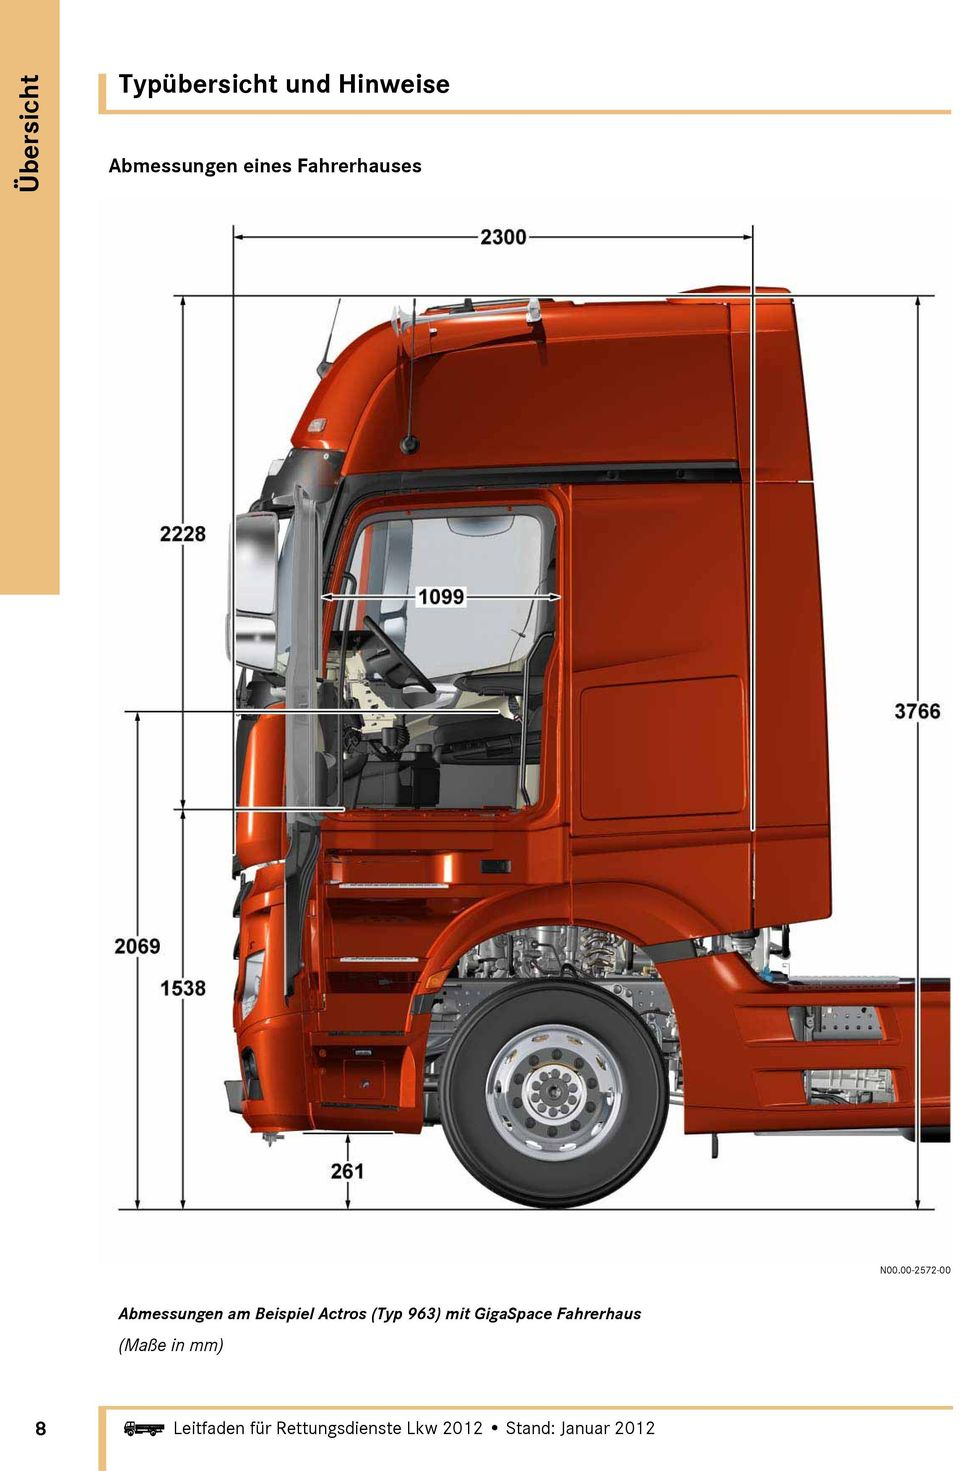 Übersicht
Typübersicht und Hinweise
Abmessungen eines Fahrerhauses
2300
2228
1099
3766
2069
1538
261
N00.00-2572-00
Abmessungen am Beispiel Actros (Typ 963) mit GigaSpace Fahrerhaus
(Maße in mm)
8
Leitfaden für Rettungsdienste Lkw 2012 • Stand: Januar 2012